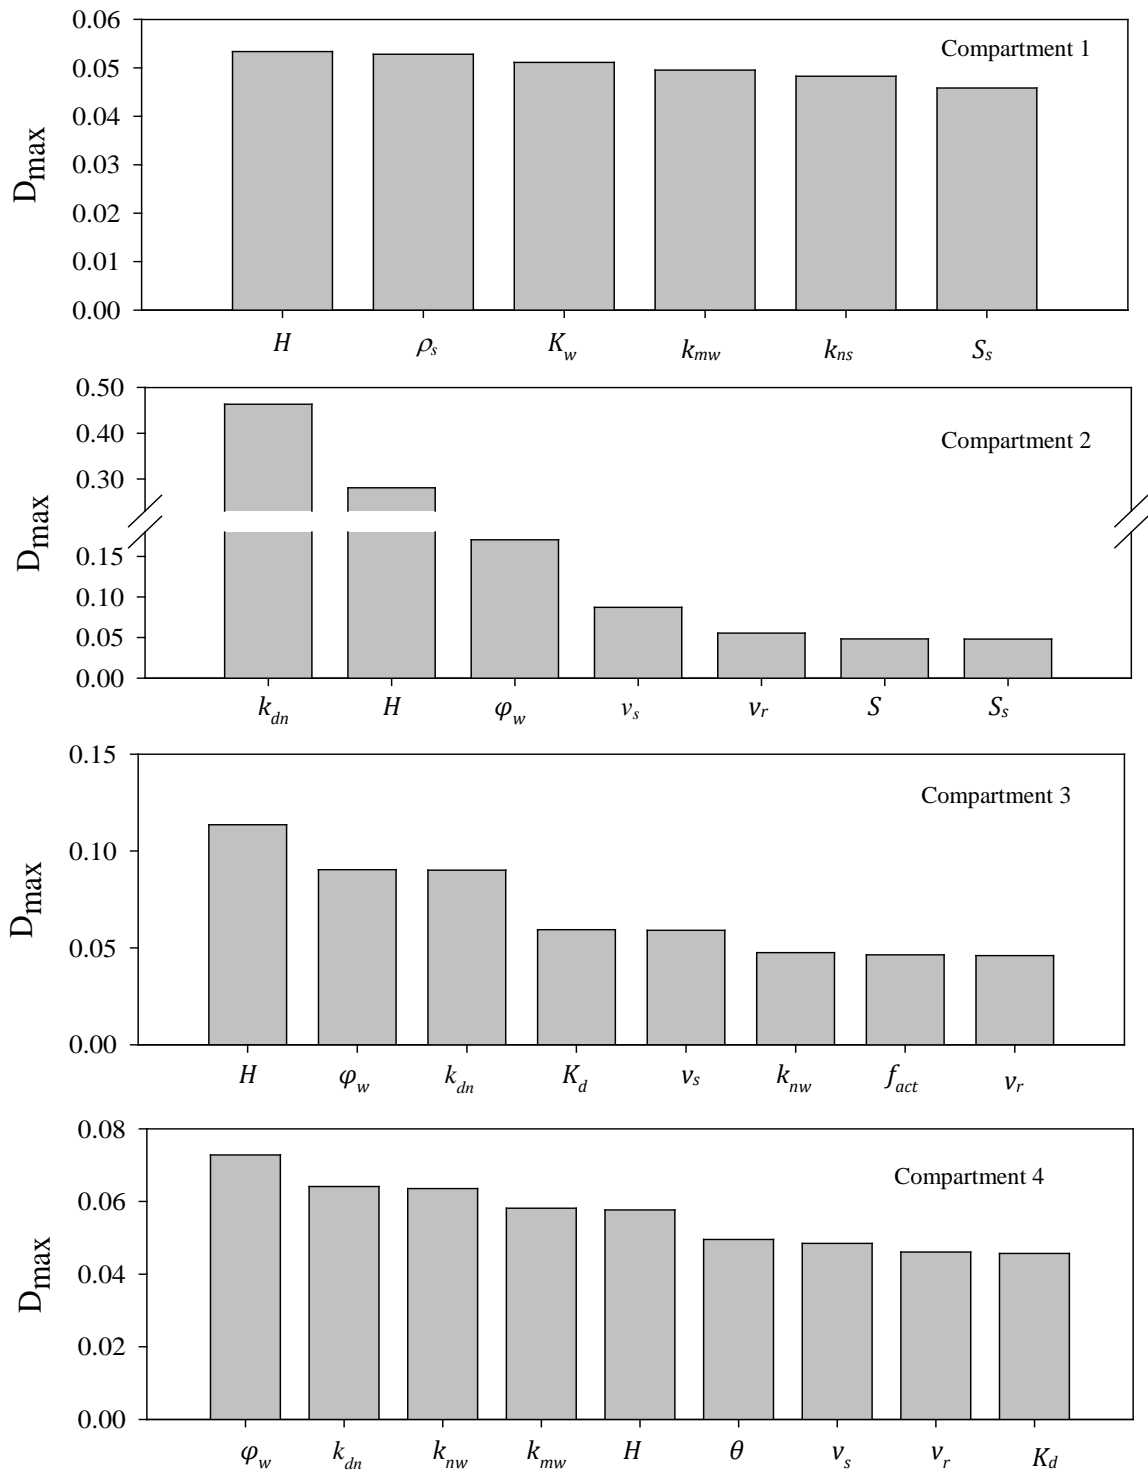 0.06
0.05
0.04
0.03
0.02
0.01
0.00
Dmax
Compartment 1
H ρs Kw kmw kns Ss
0.50
0.40
0.30
0.15
0.10
0.05
0.00
Dmax
Compartment 2
kdn H φw vs vr S Ss
0.15
0.10
0.05
0.00
Dmax
Compartment 3
H φw kdn Kd vs knw fact vr
0.08
0.06
0.04
0.02
0.00
Dmax
Compartment 4
φw kdn knw kmw H θ vs vr Kd